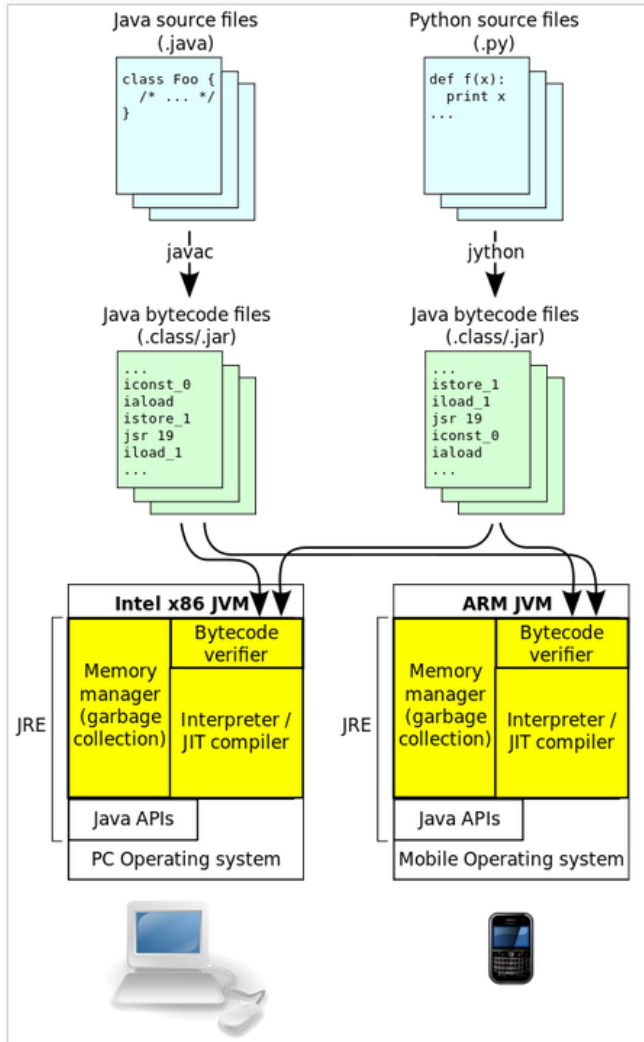 Java source files
(.java)
class Foo {
/* ... */
}
javac
Java bytecode files
(.class/.jar)
...
iconst_0
iaload
istore_1
jsr 19
iload_1
...
Python source files
(.py)
def f(x):
print x
...
jython
Java bytecode files
(.class/.jar)
...
istore_1
iload_1
jsr 19
iconst_0
iaload
...
Intel x86 JVM
JRE
Memory
manager
(garbage
collection)
Bytecode
verifier
Interpreter /
JIT compiler
Java APIs
PC Operating system
ARM JVM
JRE
Memory
manager
(garbage
collection)
Bytecode
verifier
Interpreter /
JIT compiler
Java APIs
Mobile Operating system